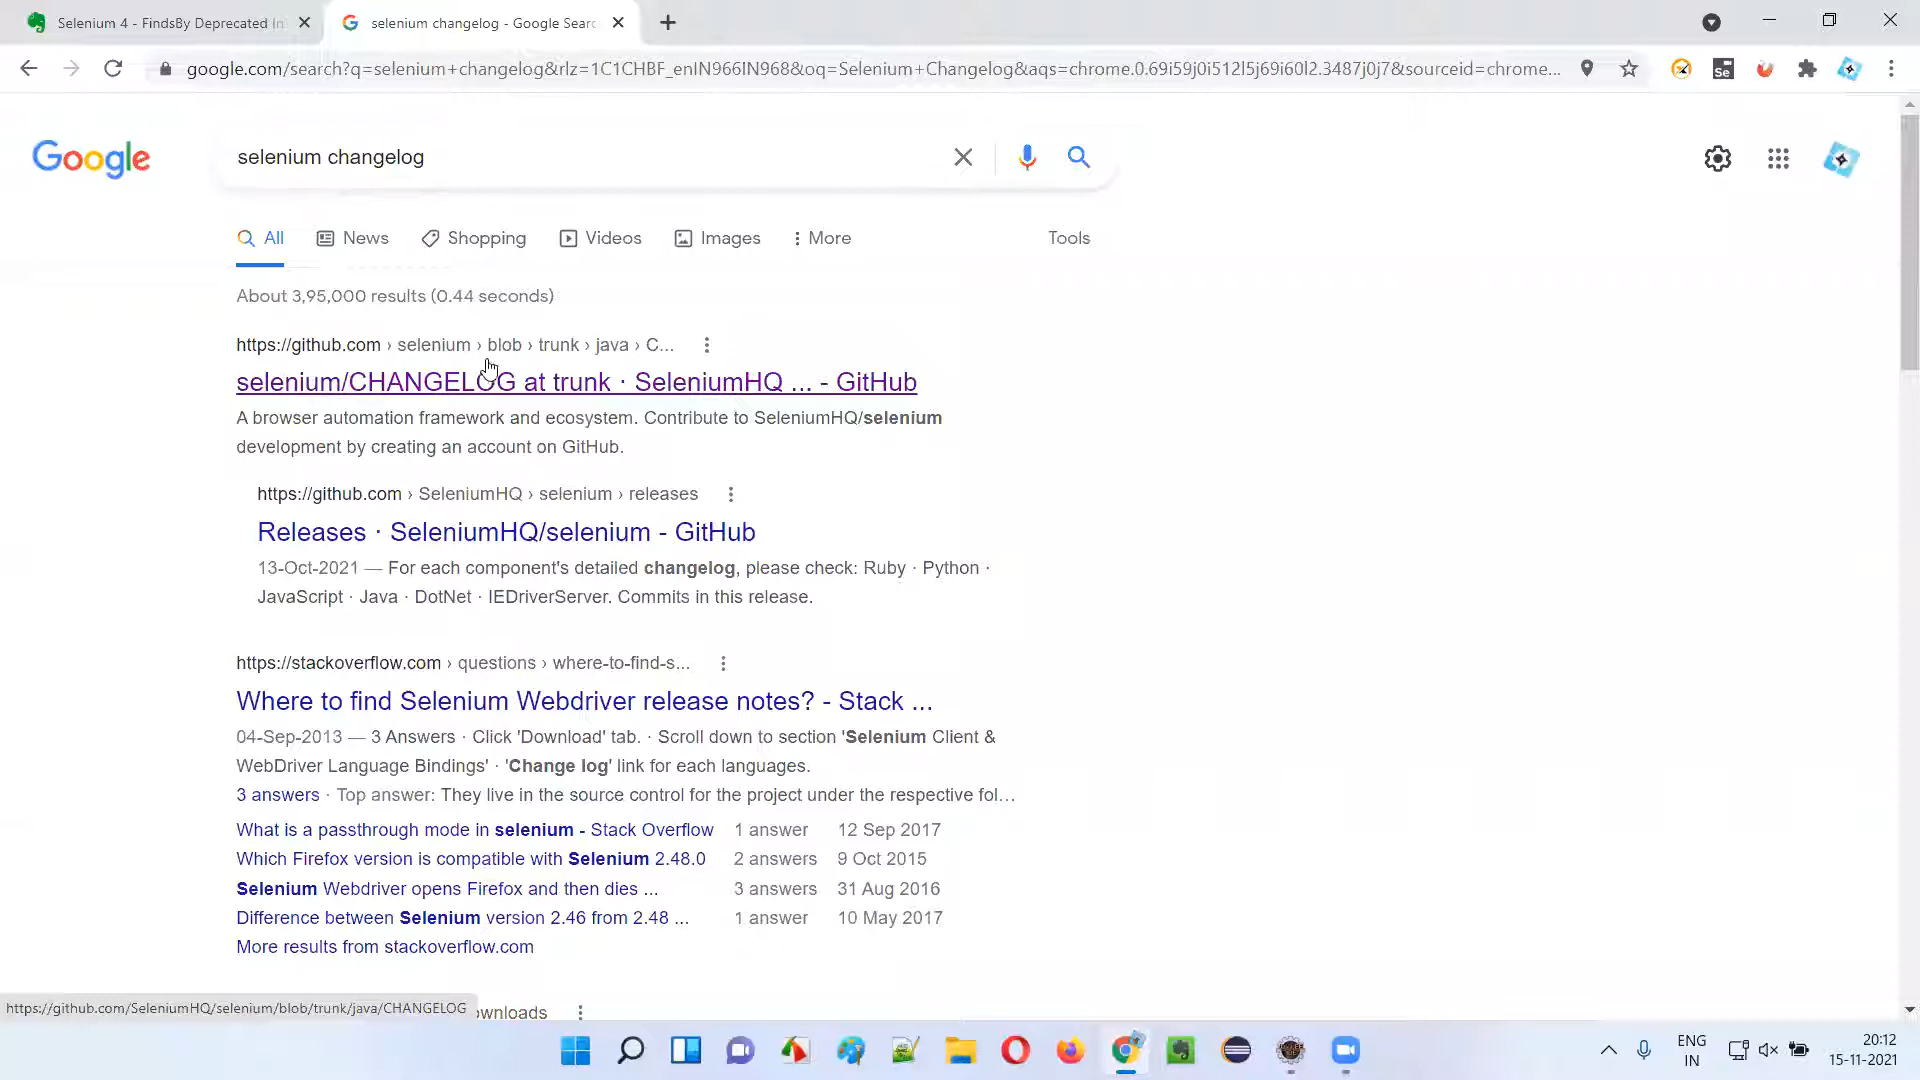 Selenium 4 - FindsBy Deprecated In
selenium changelog - Google Searc
google.com/search?q=selenium+changelog&rlz=1C1CHBF_enIN966IN968&oq=Selenium+Changelog&aqs=chrome.0.69i59j0i512l5j69i60l2.3487j0j7&sourceid=chrome...
Se
Google
selenium changelog
All
News
Shopping
Videos
Images
More
Tools
About 3,95,000 results (0.44 seconds)
https://github.com › selenium › blob › trunk › java › C...
selenium/CHANGELOG at trunk · SeleniumHQ ... - GitHub
A browser automation framework and ecosystem. Contribute to SeleniumHQ/selenium
development by creating an account on GitHub.
https://github.com › SeleniumHQ › selenium › releases
Releases · SeleniumHQ/selenium - GitHub
13-Oct-2021 — For each component's detailed changelog, please check: Ruby · Python ·
JavaScript · Java · DotNet · IEDriverServer. Commits in this release.
https://stackoverflow.com › questions › where-to-find-s...
Where to find Selenium Webdriver release notes? - Stack ...
04-Sep-2013 — 3 Answers · Click 'Download' tab. · Scroll down to section 'Selenium Client &
WebDriver Language Bindings' · 'Change log' link for each languages.
3 answers · Top answer: They live in the source control for the project under the respective fol...
What is a passthrough mode in selenium - Stack Overflow 1 answer 12 Sep 2017
Which Firefox version is compatible with Selenium 2.48.0 2 answers 9 Oct 2015
Selenium Webdriver opens Firefox and then dies ... 3 answers 31 Aug 2016
Difference between Selenium version 2.46 from 2.48 ... 1 answer 10 May 2017
More results from stackoverflow.com
https://github.com/SeleniumHQ/selenium/blob/trunk/java/CHANGELOG
ownloads
ENG
IN
20:12
15-11-2021